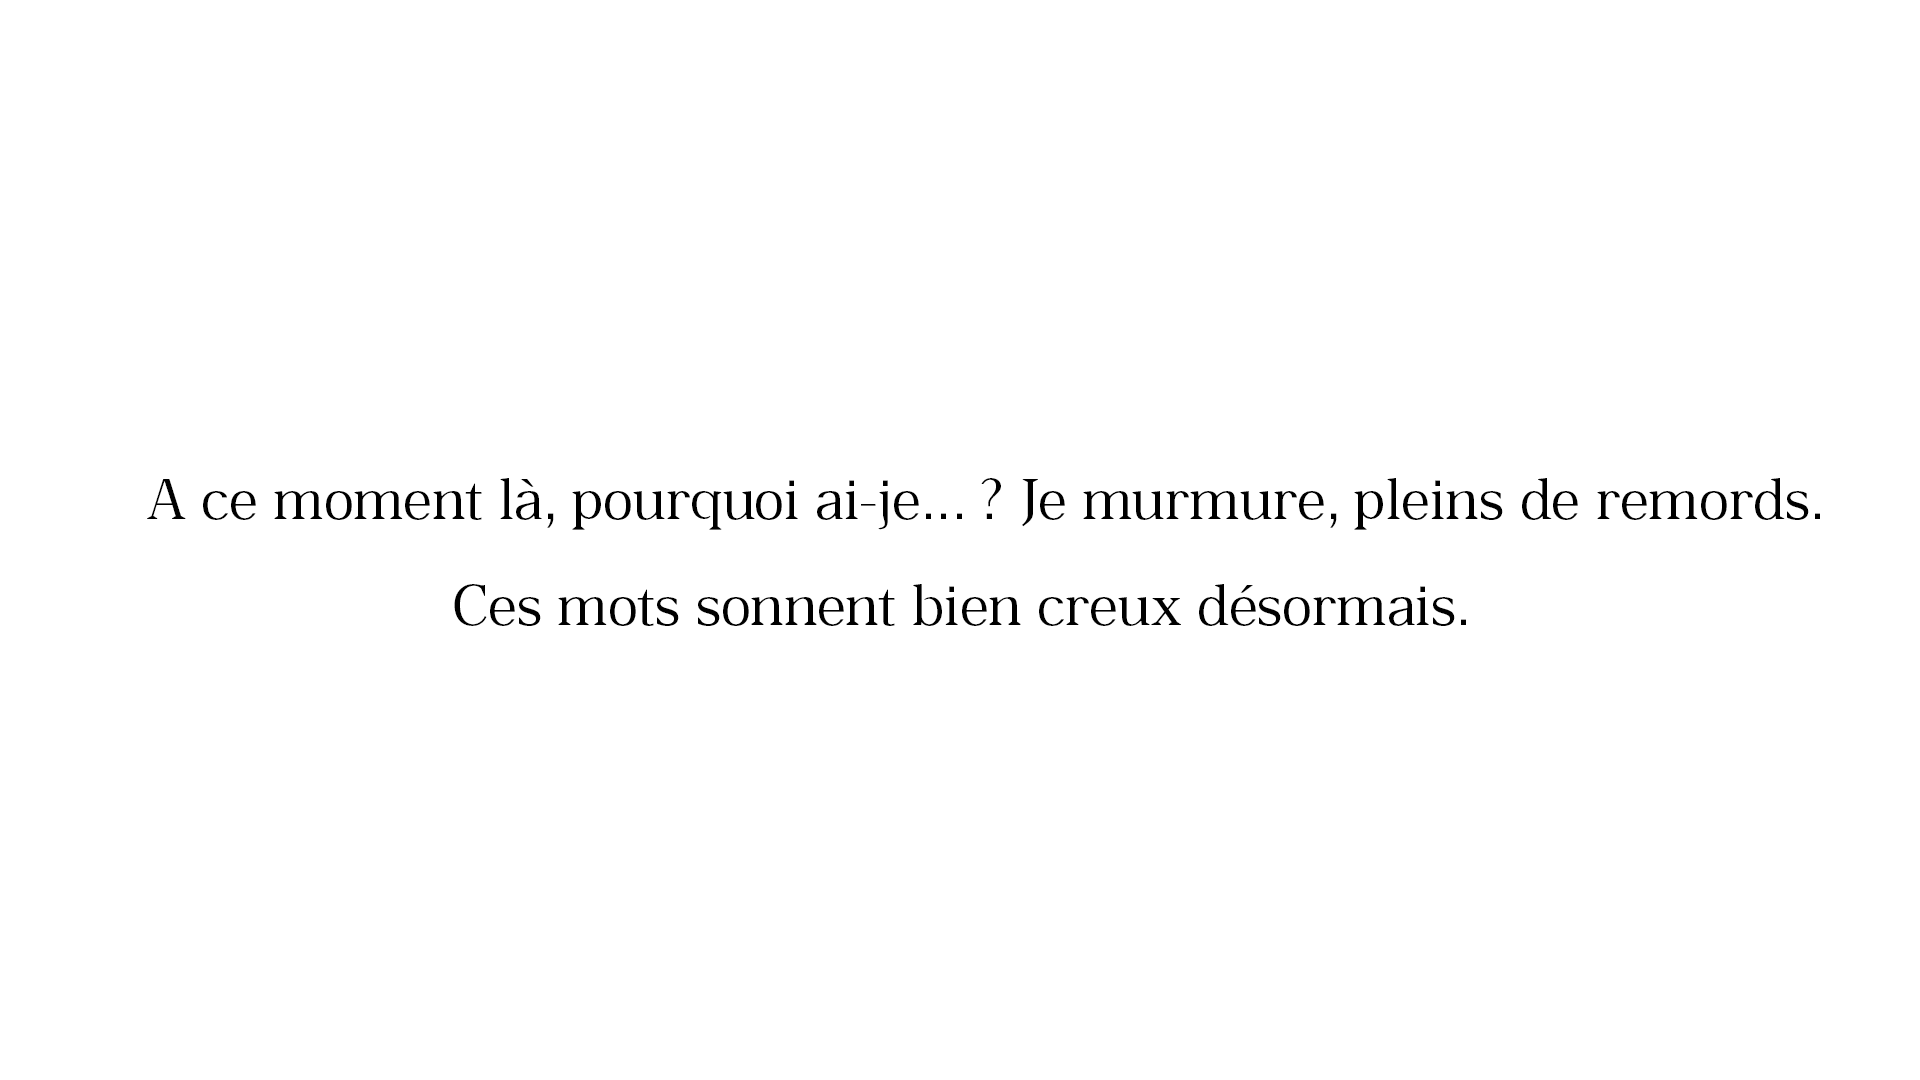 A ce moment là, pourquoi ai-je... ? Je murmure, pleins de remords.
Ces mots sonnent bien creux désormais.